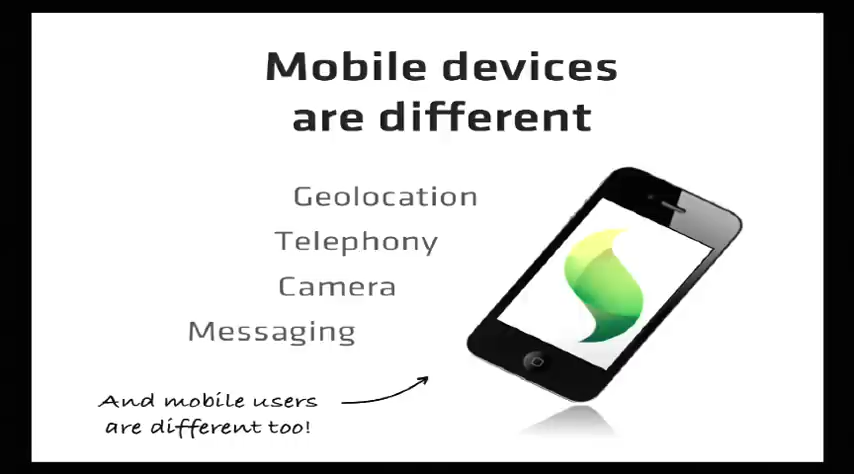 Mobile devices
are different
Geolocation
Telephony
Camera
Messaging
And mobile users
are different too!